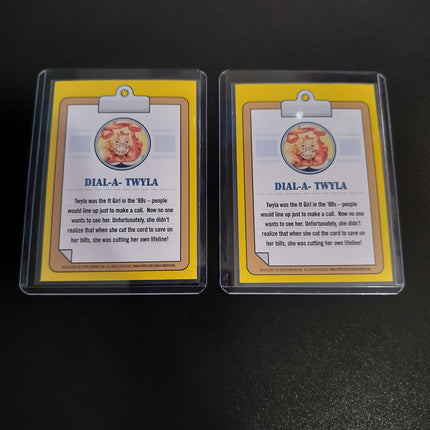 DIAL-A- TWYLA
Twyla was the It Girl in the '80s – people
would line up just to make a call. Now no one
wants to see her. Unfortunately, she didn't
realize that when she cut the cord to save on
her bills, she was cutting her own lifeline!
DIAL-A- TWYLA
Twyla was the It Girl in the '80s – people
would line up just to make a call. Now no one
wants to see her. Unfortunately, she didn't
realize that when she cut the cord to save on
her bills, she was cutting her own lifeline!